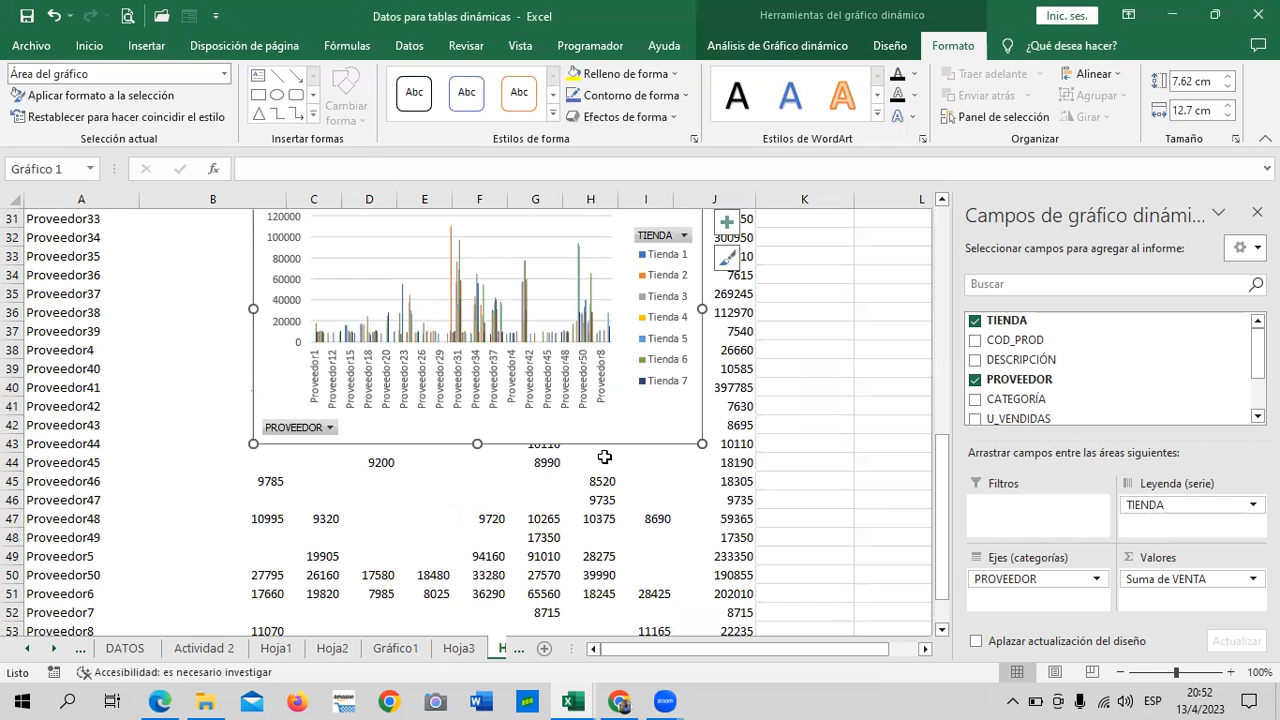 Datos para tablas dinámicas - Excel
Herramientas del gráfico dinámico
Inic. ses.
Archivo Inicio Insertar Disposición de página Fórmulas Datos Revisar Vista Programador Ayuda Análisis de Gráfico dinámico Diseño Formato ¿Qué desea hacer?
Área del gráfico
Aplicar formato a la selección
Restablecer para hacer coincidir el estilo
Selección actual
Cambiar forma
Insertar formas
Abc Abc Abc
Relleno de forma
Contorno de forma
Efectos de forma
Estilos de forma
A A A
Estilos de WordArt
Traer adelante
Enviar atrás
Panel de selección
Alinear
Agrupar
Girar
Organizar
7.62 cm
12.7 cm
Tamaño
Gráfico 1
fx
A B C D E F G H I J K L
31 Proveedor33
32 Proveedor34 300950
33 Proveedor35
34 Proveedor36 7615
35 Proveedor37 269245
36 Proveedor38 112970
37 Proveedor39 7540
38 Proveedor4 26660
39 Proveedor40 10585
40 Proveedor41 397785
41 Proveedor42 7630
42 Proveedor43 8695
43 Proveedor44 10110 10110
44 Proveedor45 9200 8990 18190
45 Proveedor46 9785 8520 18305
46 Proveedor47 9735 9735
47 Proveedor48 10995 9320 9720 10265 10375 8690 59365
48 Proveedor49 17350 17350
49 Proveedor5 19905 94160 91010 28275 233350
50 Proveedor50 27795 26160 17580 18480 33280 27570 39990 190855
51 Proveedor6 17660 19820 7985 8025 36290 65560 18245 28425 202010
52 Proveedor7 8715 8715
53 Proveedor8 11070 11165 22235
120000
100000
80000
60000
40000
20000
0
Proveedor1 Proveedor12 Proveedor15 Proveedor18 Proveedor20 Proveedor23 Proveedor26 Proveedor29 Proveedor31 Proveedor34 Proveedor37 Proveedor4 Proveedor42 Proveedor45 Proveedor48 Proveedor50 Proveedor8
PROVEEDOR
TIENDA
Tienda 1
Tienda 2
Tienda 3
Tienda 4
Tienda 5
Tienda 6
Tienda 7
Campos de gráfico dinámi...
Seleccionar campos para agregar al informe:
Buscar
TIENDA
COD_PROD
DESCRIPCIÓN
PROVEEDOR
CATEGORÍA
U_VENDIDAS
Arrastrar campos entre las áreas siguientes:
Filtros
Leyenda (serie)
TIENDA
Ejes (categorías)
PROVEEDOR
Σ Valores
Suma de VENTA
Aplazar actualización del diseño
Actualizar
... DATOS Actividad 2 Hoja1 Hoja2 Gráfico1 Hoja3 H ...
Listo
Accesibilidad: es necesario investigar
100%
amazon
zoom
ESP
20:52
13/4/2023